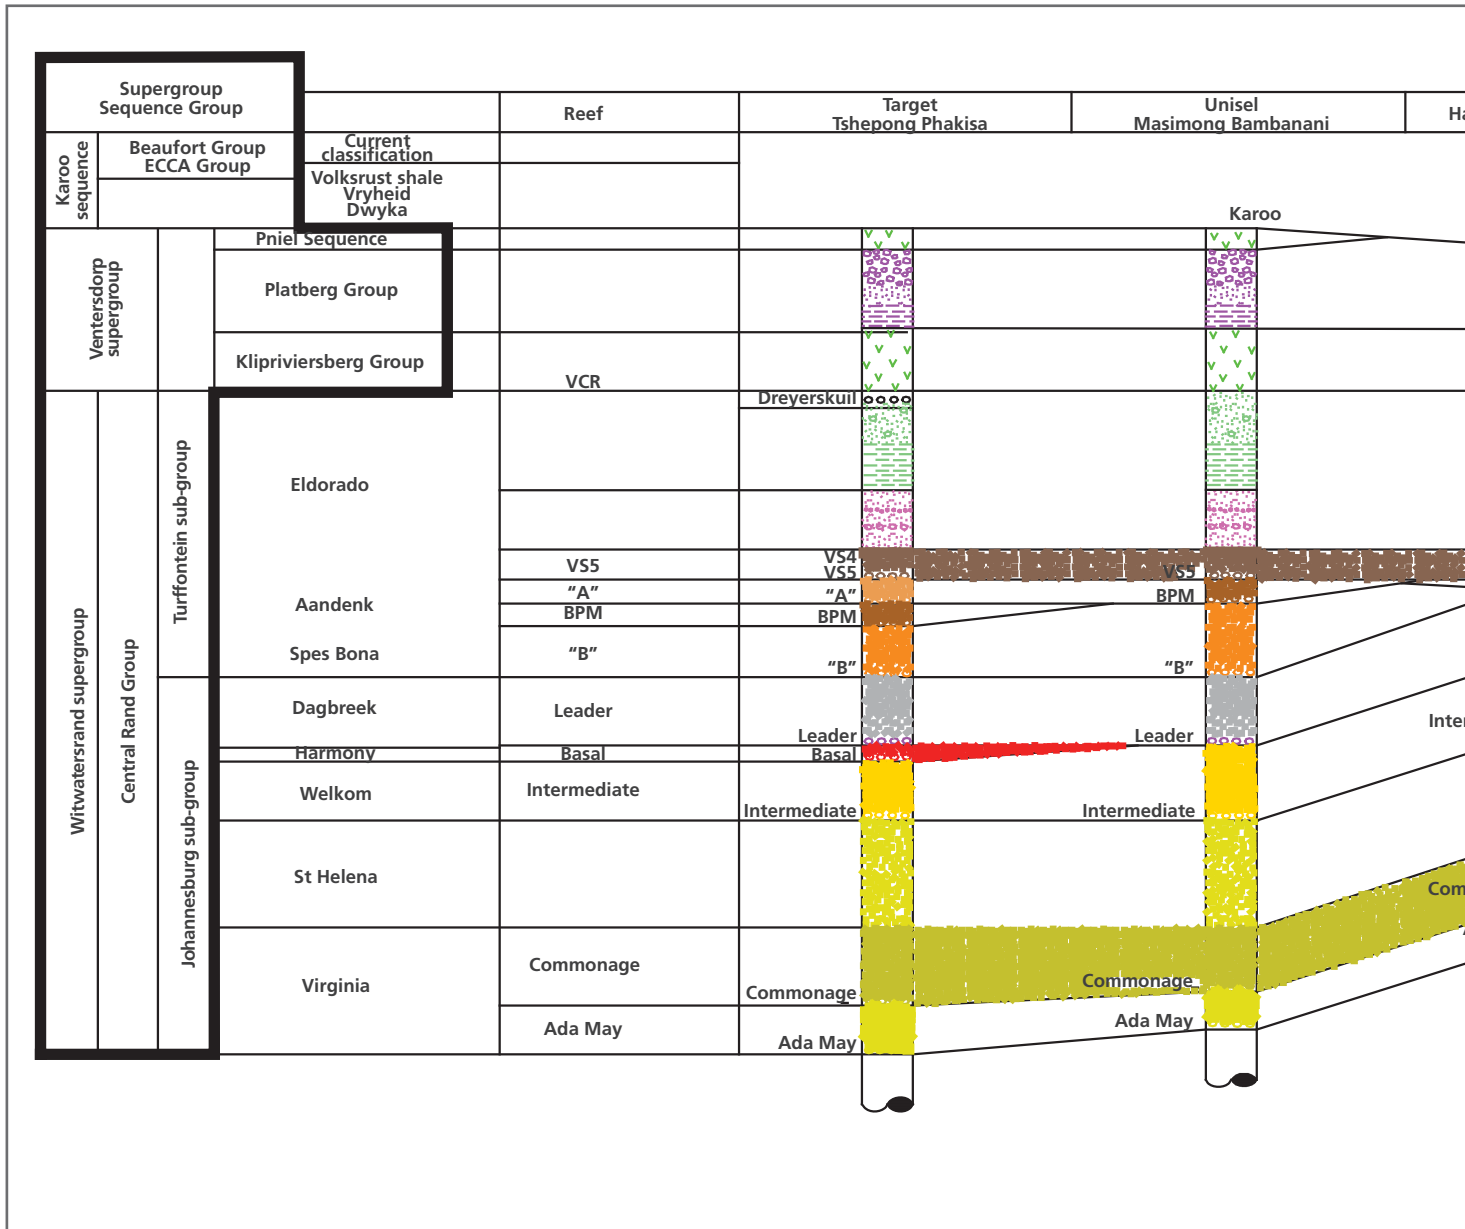 Supergroup
Sequence Group
Reef
Target
Tshepong Phakisa
Unisel
Masimong Bambanani
Ha
Karoo
sequence
Beaufort Group
ECCA Group
Current
classification
Volksrust shale
Vryheid
Dwyka
Karoo
Ventersdorp
supergroup
Pniel Sequence
Platberg Group
Klipriviersberg Group
VCR
Dreyerskuil
Witwatersrand supergroup
Central Rand Group
Turffontein sub-group
Johannesburg sub-group
Eldorado
VS5
VS4
VS5
VS5
Aandenk
“A”
“A”
BPM
BPM
BPM
Spes Bona
“B”
“B”
“B”
Dagbreek
Leader
Leader
Leader
Inter
Harmony
Basal
Basal
Welkom
Intermediate
Intermediate
Intermediate
St Helena
Com
Virginia
Commonage
Commonage
Commonage
Ada May
Ada May
Ada May